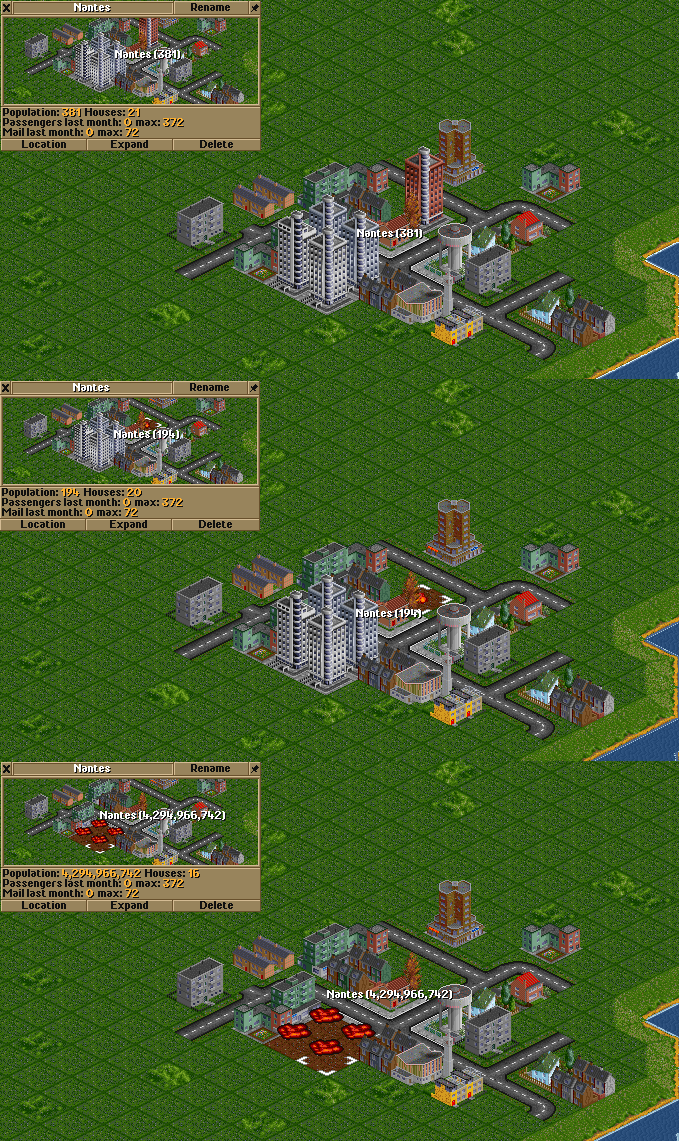 X Nantes Rename
Nantes (381)
Population: 381 Houses: 21
Passengers last month: 0 max: 372
Mail last month: 0 max: 72
Location Expand Delete
Nantes (381)
X Nantes Rename
Nantes (194)
Population: 194 Houses: 20
Passengers last month: 0 max: 372
Mail last month: 0 max: 72
Location Expand Delete
Nantes (194)
X Nantes Rename
Nantes (4,294,966,742)
Population: 4,294,966,742 Houses: 16
Passengers last month: 0 max: 372
Mail last month: 0 max: 72
Location Expand Delete
Nantes (4,294,966,742)